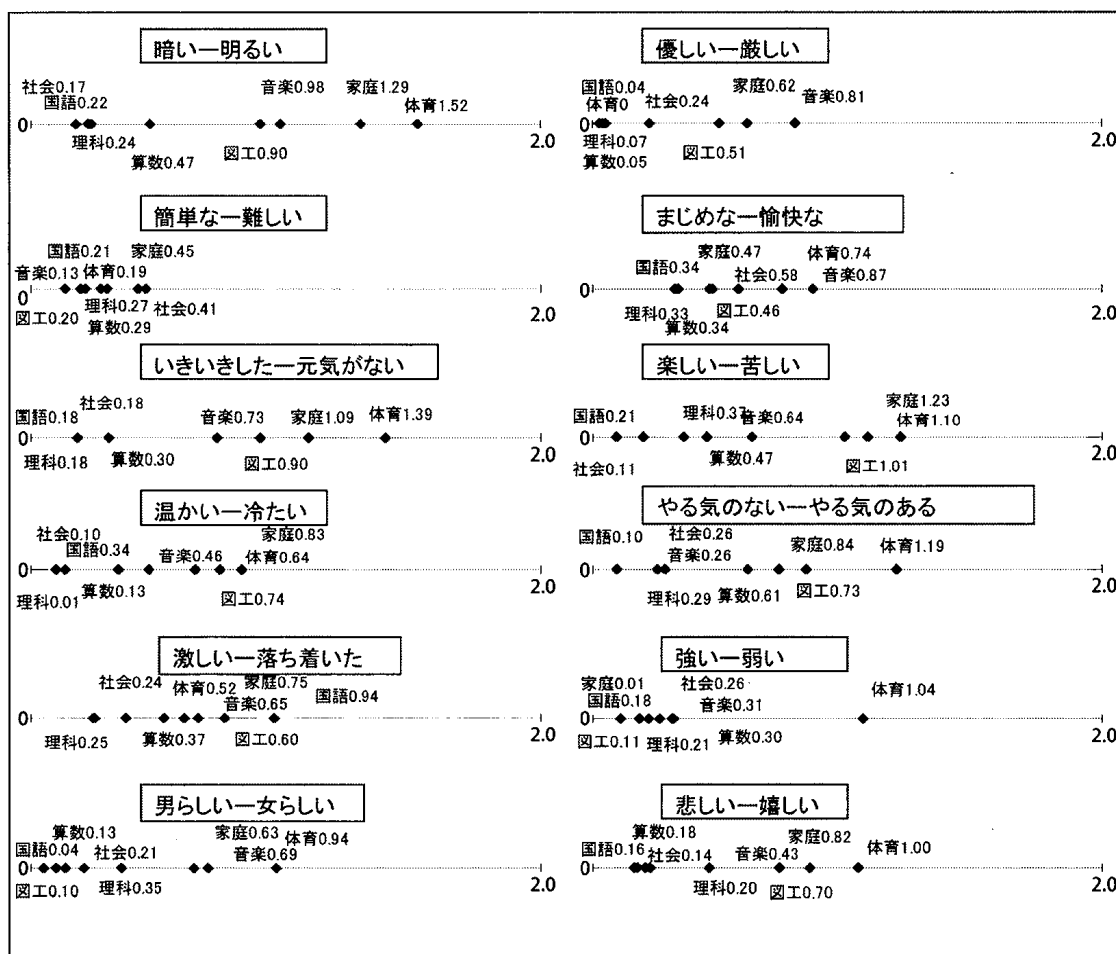 暗い―明るい
社会0.17
国語0.22
音楽0.98
家庭1.29
体育1.52
0
2.0
理科0.24
算数0.47
図工0.90
優しい―厳しい
国語0.04
体育0
社会0.24
家庭0.62
音楽0.81
0
2.0
理科0.07
算数0.05
図工0.51
簡単な―難しい
国語0.21
家庭0.45
音楽0.13
体育0.19
0
2.0
図工0.20
理科0.27
算数0.29
社会0.41
まじめな―愉快な
家庭0.47
体育0.74
国語0.34
社会0.58
音楽0.87
0
2.0
理科0.33
算数0.34
図工0.46
いきいきした―元気がない
国語0.18
社会0.18
音楽0.73
家庭1.09
体育1.39
0
2.0
理科0.18
算数0.30
図工0.90
楽しい―苦しい
国語0.21
理科0.37
音楽0.64
家庭1.23
体育1.10
0
2.0
社会0.11
算数0.47
図工1.01
温かい―冷たい
社会0.10
国語0.34
音楽0.46
家庭0.83
体育0.64
0
2.0
理科0.01
算数0.13
図工0.74
やる気のない―やる気のある
国語0.10
社会0.26
音楽0.26
家庭0.84
体育1.19
0
2.0
理科0.29
算数0.61
図工0.73
激しい―落ち着いた
社会0.24
体育0.52
家庭0.75
音楽0.65
国語0.94
0
2.0
理科0.25
算数0.37
図工0.60
強い―弱い
家庭0.01
国語0.18
社会0.26
音楽0.31
体育1.04
0
2.0
図工0.11
理科0.21
算数0.30
男らしい―女らしい
算数0.13
国語0.04
社会0.21
家庭0.63
音楽0.69
体育0.94
0
2.0
図工0.10
理科0.35
悲しい―嬉しい
算数0.18
国語0.16
社会0.14
音楽0.43
家庭0.82
体育1.00
0
2.0
理科0.20
図工0.70